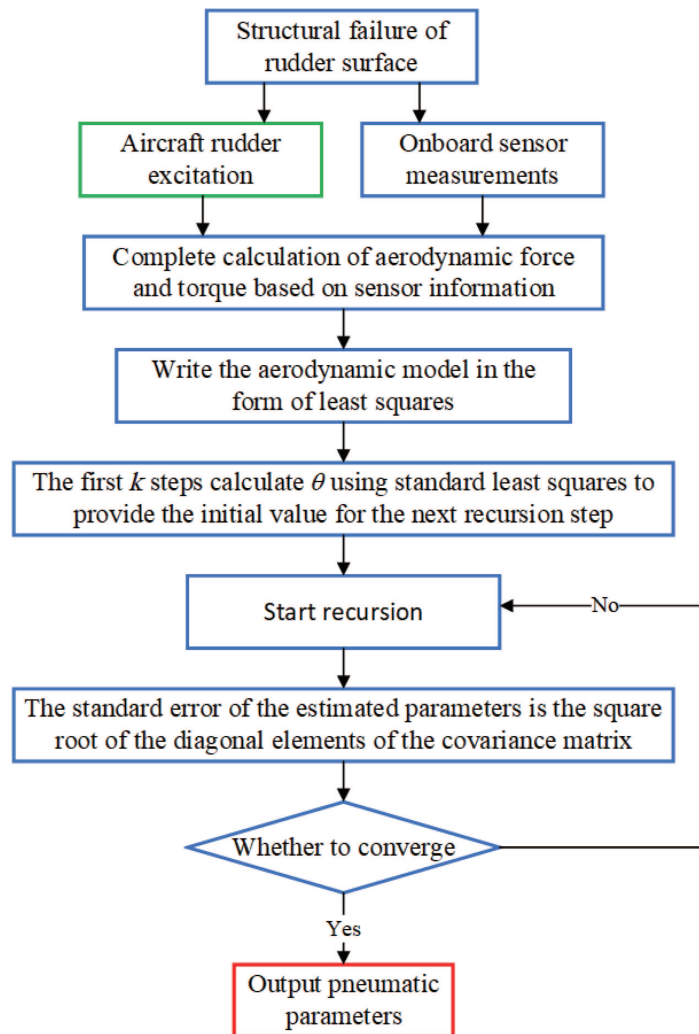 Structural failure of
rudder surface
Aircraft rudder
excitation
Onboard sensor
measurements
Complete calculation of aerodynamic force
and torque based on sensor information
Write the aerodynamic model in the
form of least squares
The first k steps calculate θ using standard least squares to
provide the initial value for the next recursion step
Start recursion
No
The standard error of the estimated parameters is the square
root of the diagonal elements of the covariance matrix
Whether to converge
Yes
Output pneumatic
parameters